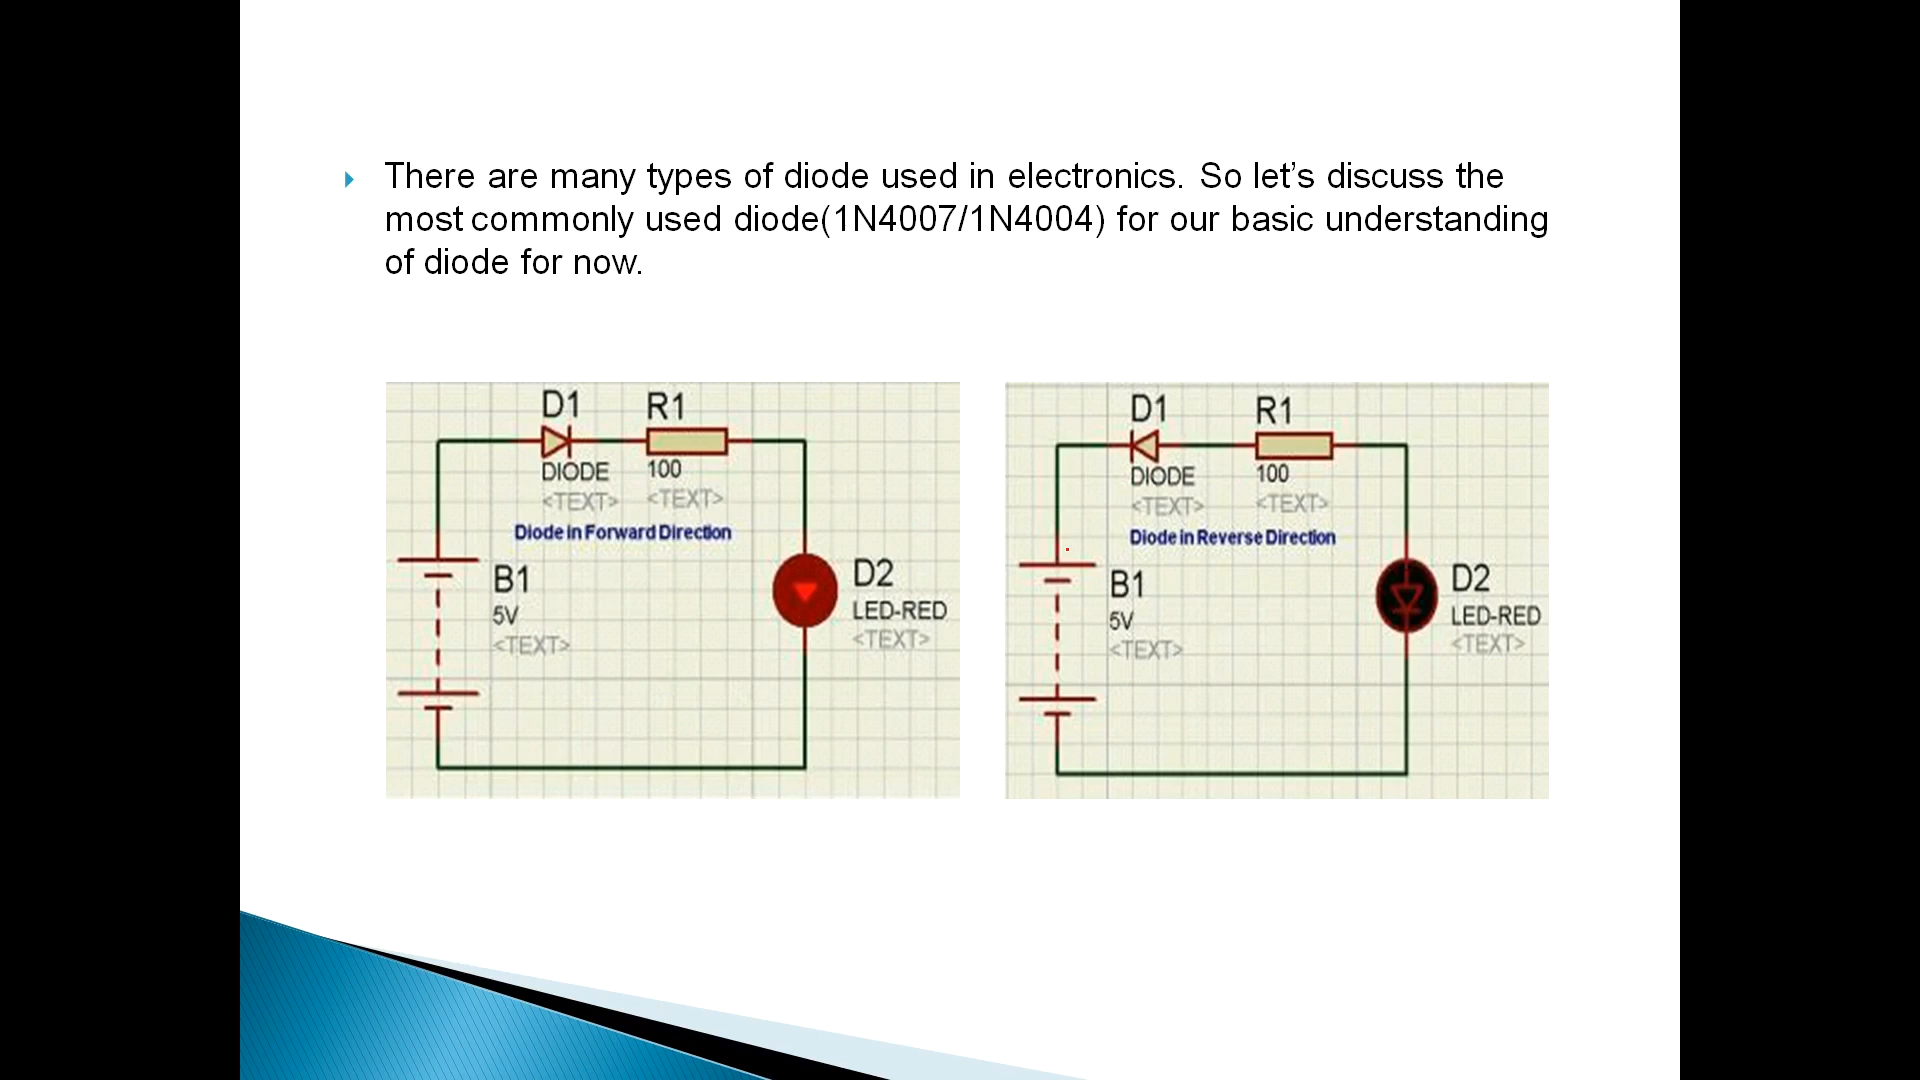 There are many types of diode used in electronics. So let’s discuss the
most commonly used diode(1N4007/1N4004) for our basic understanding
of diode for now.
D1
R1
DIODE
100
<TEXT>
<TEXT>
Diode in Forward Direction
B1
5V
<TEXT>
D2
LED-RED
<TEXT>
D1
R1
DIODE
100
<TEXT>
<TEXT>
Diode in Reverse Direction
B1
5V
<TEXT>
D2
LED-RED
<TEXT>